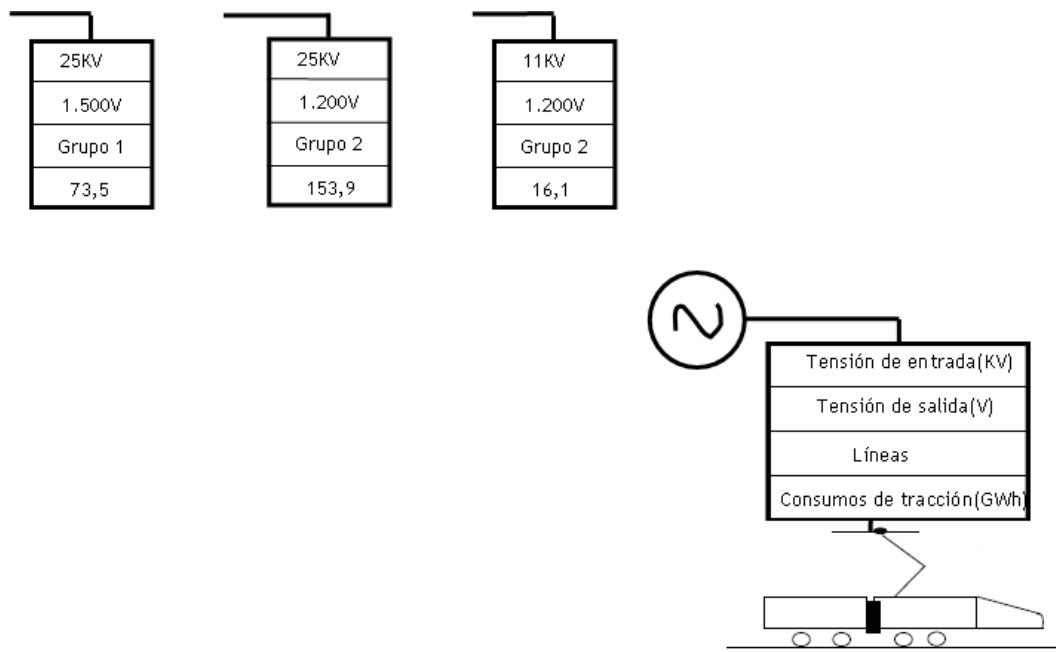 25KV
1.500V
Grupo 1
73,5
25KV
1.200V
Grupo 2
153,9
11KV
1.200V
Grupo 2
16,1
Tensión de entrada(KV)
Tensión de salida(V)
Líneas
Consumos de tracción(GWh)